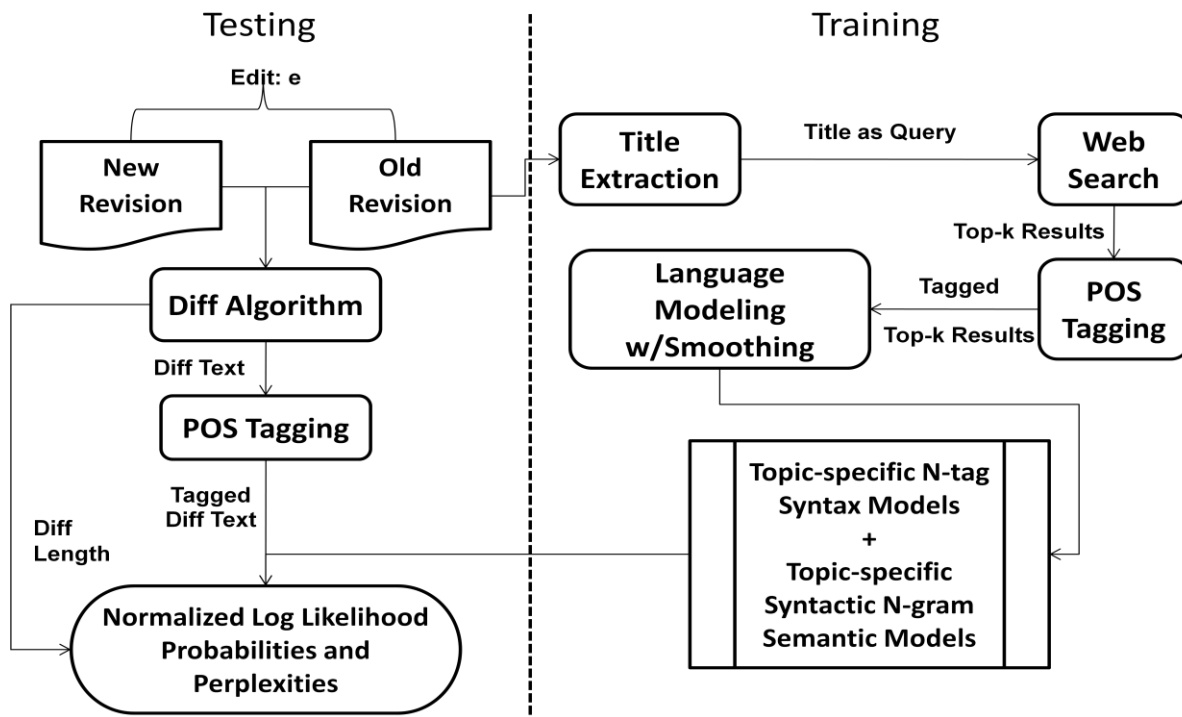 Testing
Edit: e
New
Revision
Old
Revision
Diff Algorithm
Diff Text
POS Tagging
Tagged
Diff Text
Diff
Length
Normalized Log Likelihood
Probabilities and
Perplexities
Training
Title
Extraction
Title as Query
Web
Search
Top-k Results
POS
Tagging
Tagged
Top-k Results
Language
Modeling
w/Smoothing
Topic-specific N-tag
Syntax Models
+
Topic-specific
Syntactic N-gram
Semantic Models